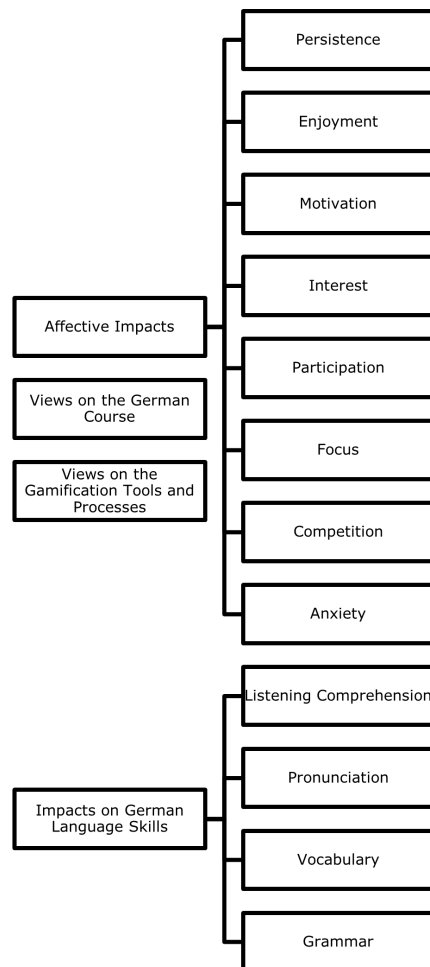 Persistence
Enjoyment
Motivation
Interest
Affective Impacts
Participation
Views on the German
Course
Focus
Views on the
Gamification Tools and
Processes
Competition
Anxiety
Listening Comprehension
Pronunciation
Impacts on German
Language Skills
Vocabulary
Grammar